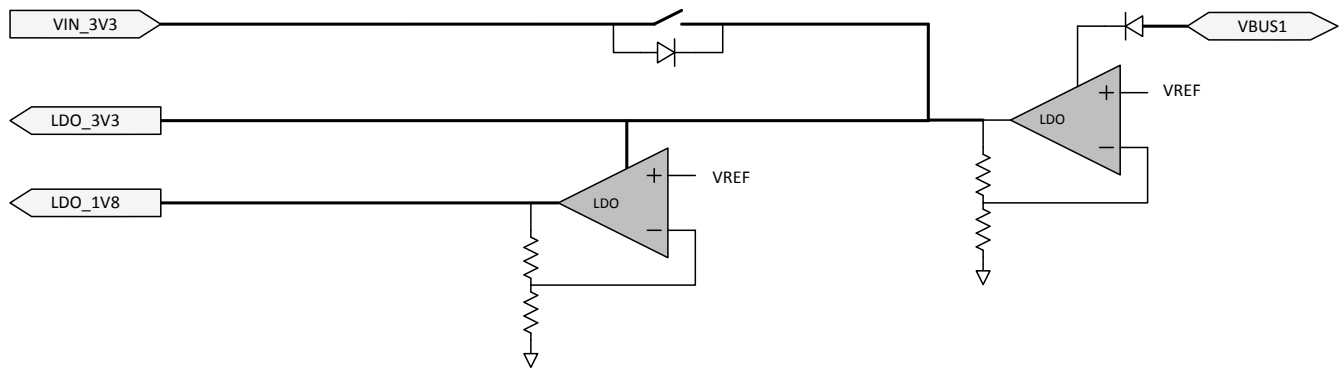 VIN_3V3
VBUS1
+
VREF
LDO_3V3
LDO
−
+
VREF
LDO_1V8
LDO
−